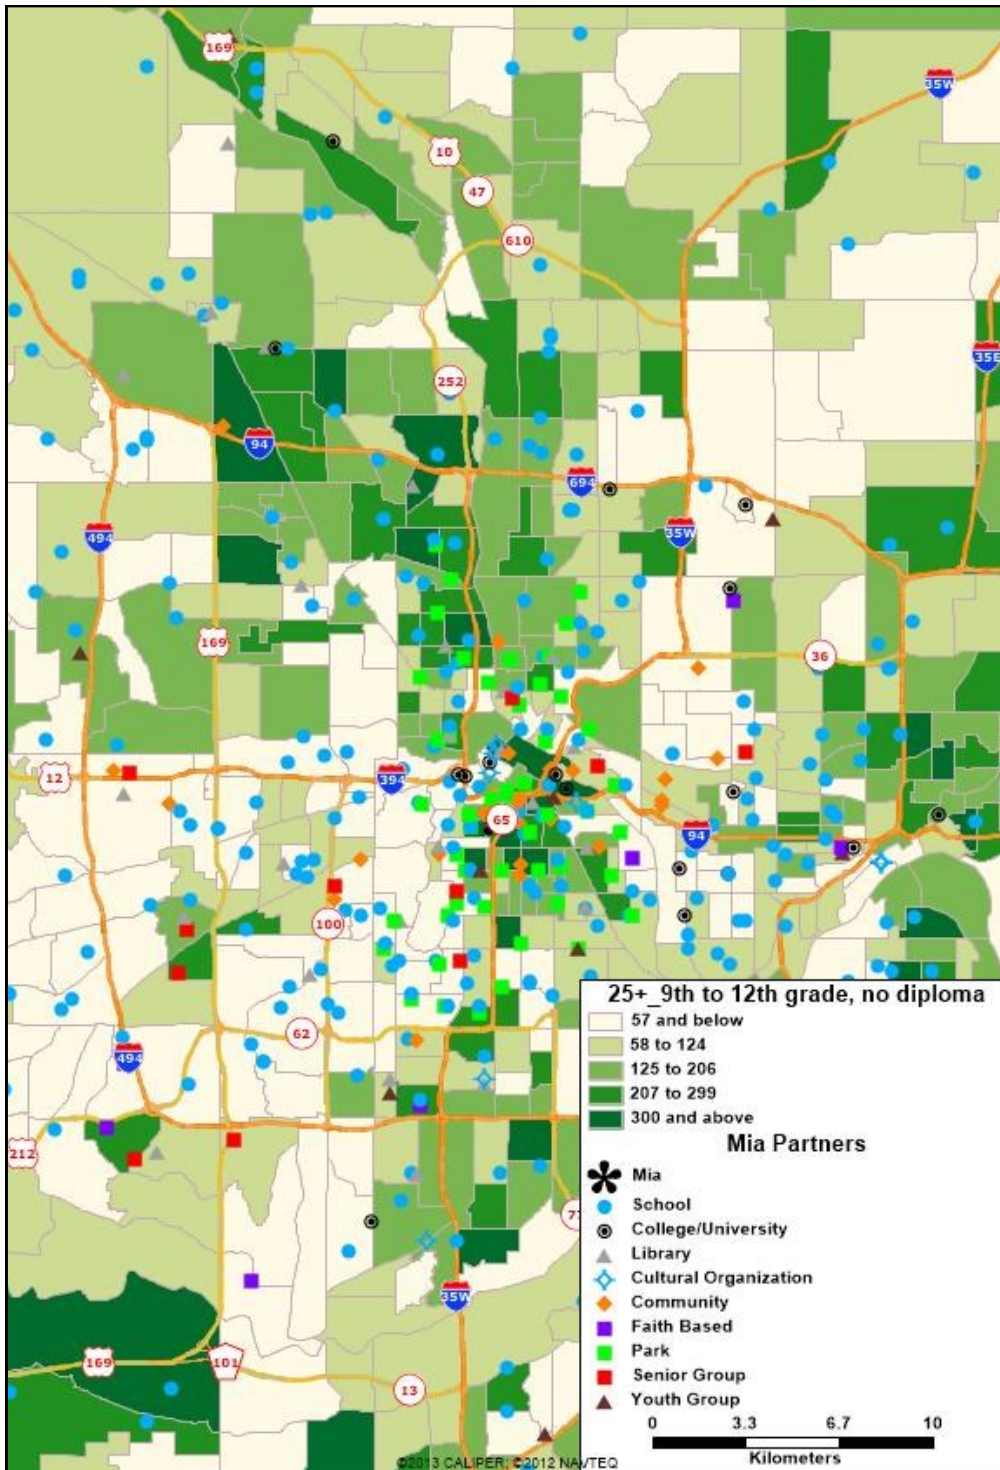 169
35W
10
47
610
35E
252
94
694
494
35W
169
36
12
394
65
94
100
62
494
212
35W
169
101
13
25+_9th to 12th grade, no diploma
57 and below
58 to 124
125 to 206
207 to 299
300 and above
Mia Partners
Mia
School
College/University
Library
Cultural Organization
Community
Faith Based
Park
Senior Group
Youth Group
0 3.3 6.7 10
Kilometers
©2013 CALIPER; ©2012 NAVTEQ